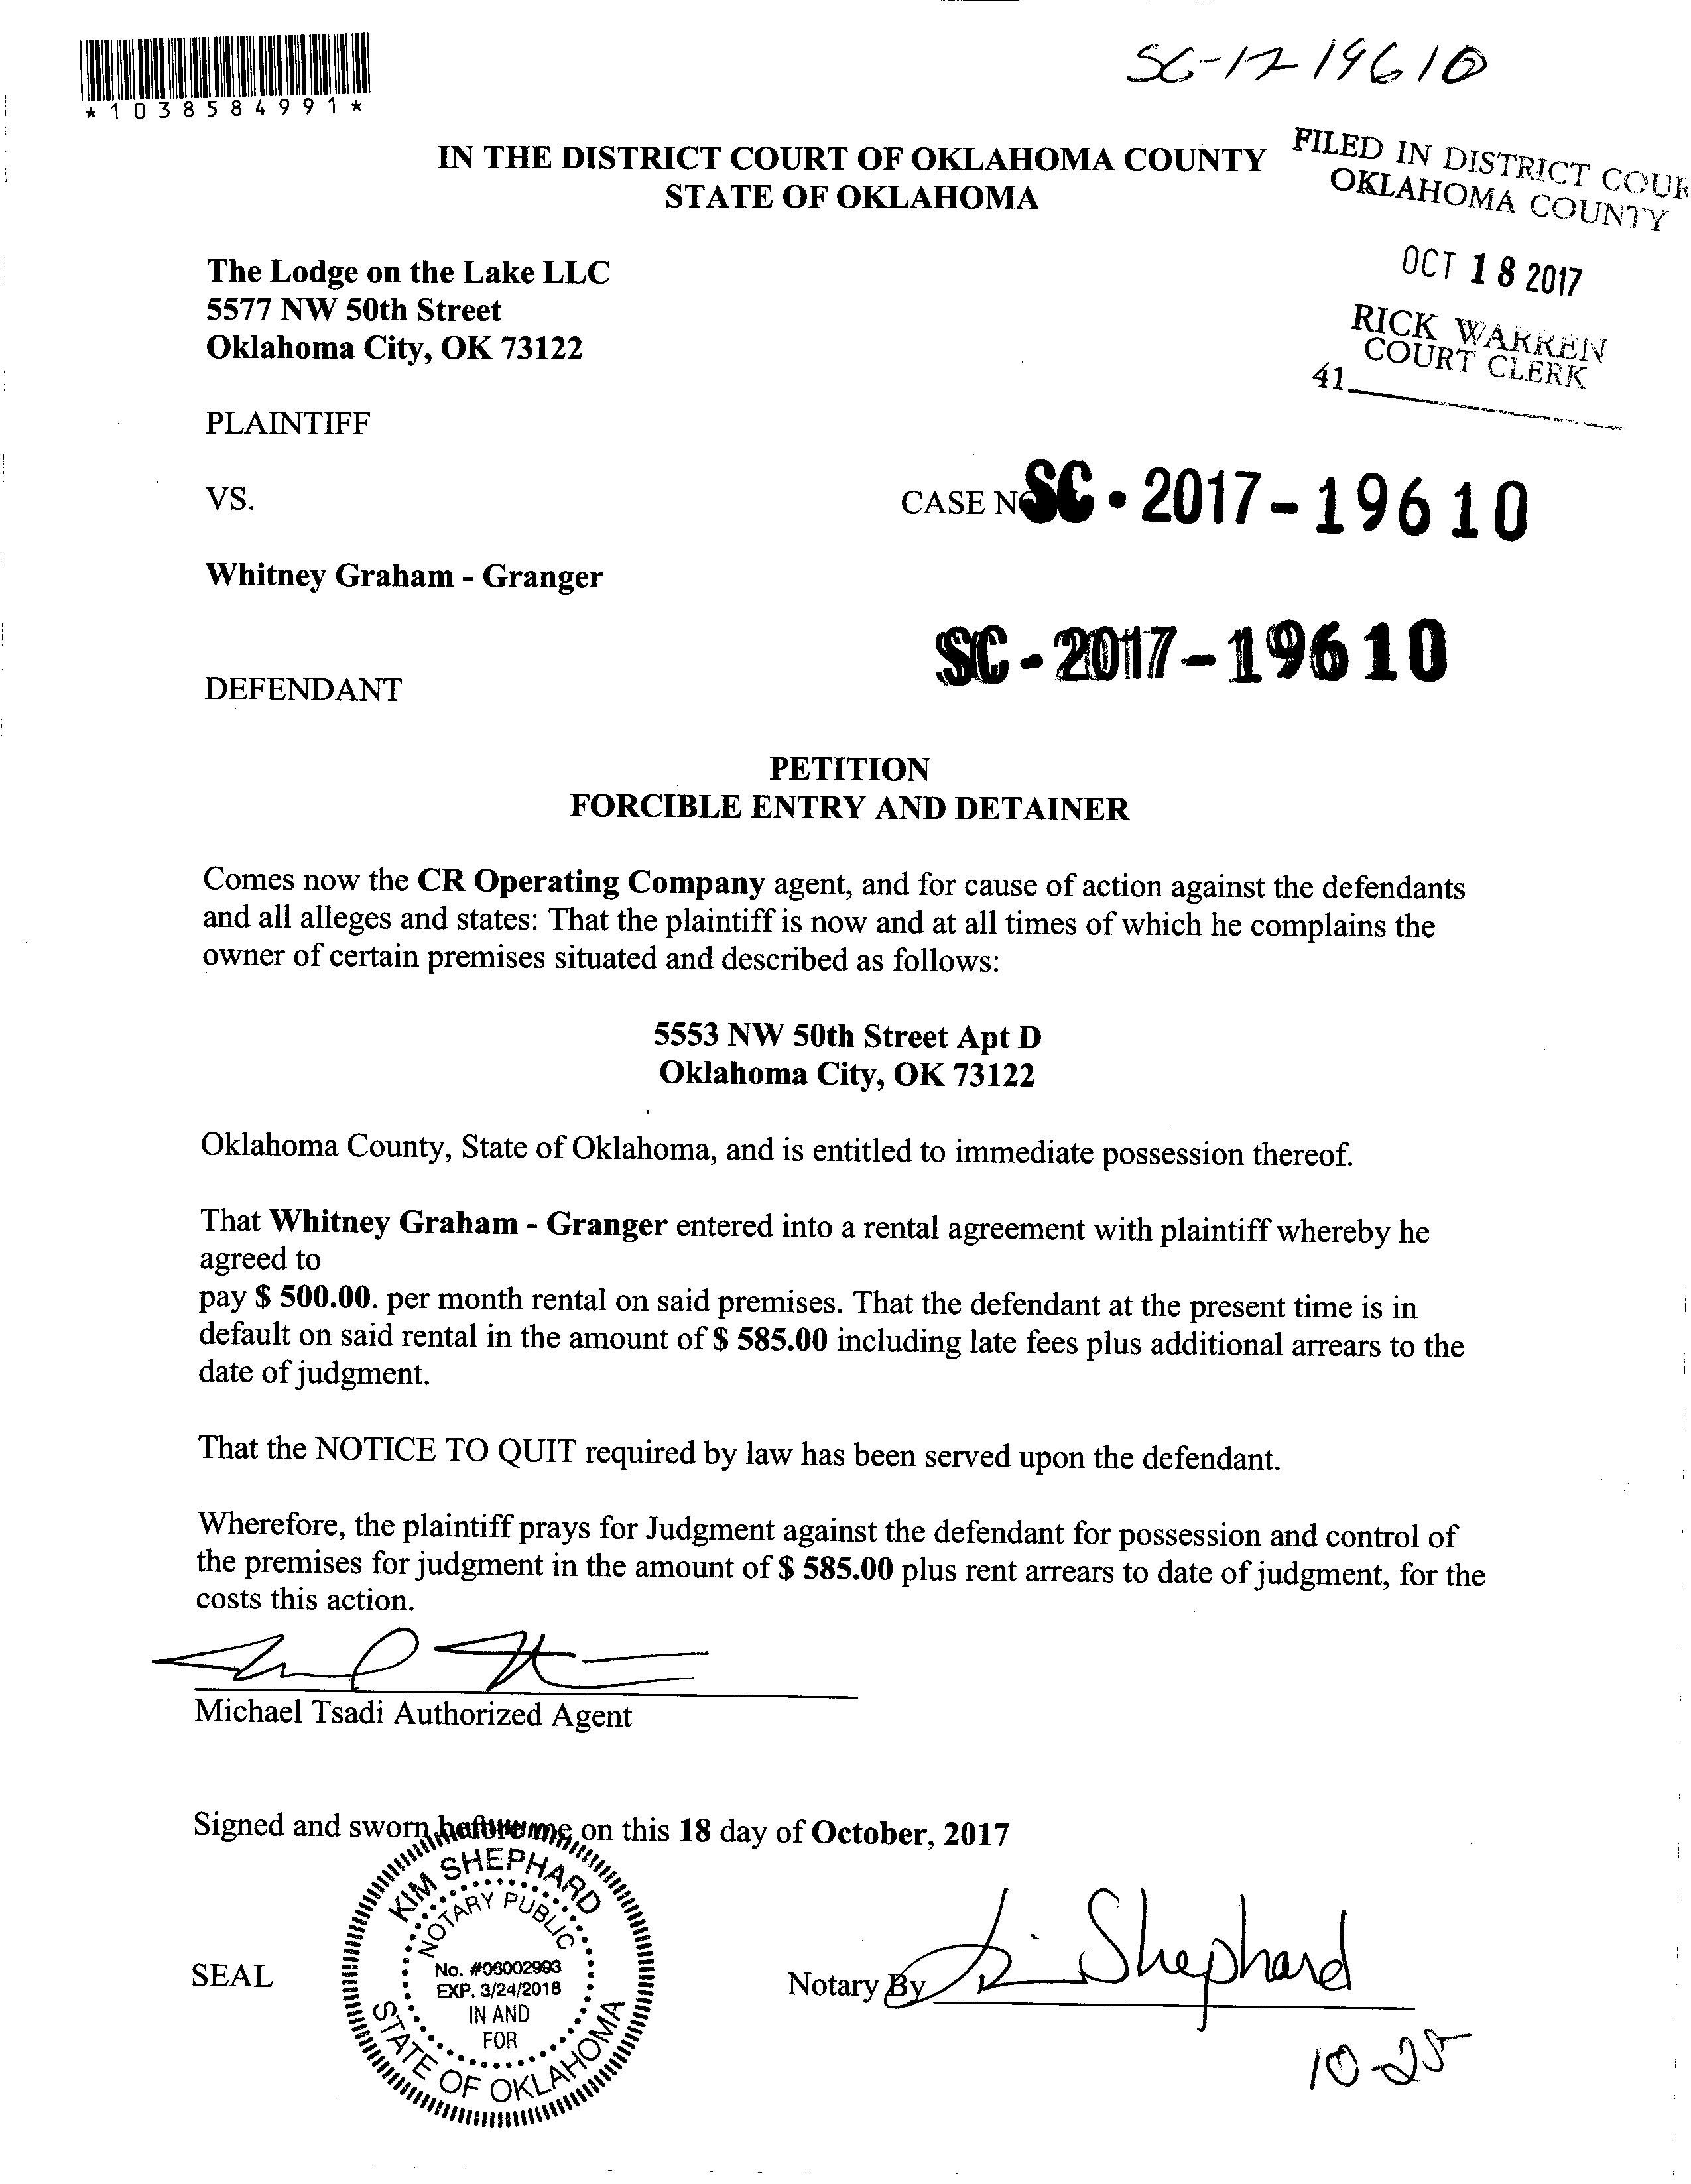 SC-17-19610
*1038584991*
IN THE DISTRICT COURT OF OKLAHOMA COUNTY
STATE OF OKLAHOMA
FILED IN DISTRICT COUR
OKLAHOMA COUNTY
OCT 18 2017
RICK WARREN
COURT CLERK
41
The Lodge on the Lake LLC
5577 NW 50th Street
Oklahoma City, OK 73122
PLAINTIFF
VS.
CASE NO SC-2017-19610
Whitney Graham - Granger
SC-2017-19610
DEFENDANT
PETITION
FORCIBLE ENTRY AND DETAINER
Comes now the CR Operating Company agent, and for cause of action against the defendants
and all alleges and states: That the plaintiff is now and at all times of which he complains the
owner of certain premises situated and described as follows:
5553 NW 50th Street Apt D
Oklahoma City, OK 73122
Oklahoma County, State of Oklahoma, and is entitled to immediate possession thereof.
That Whitney Graham - Granger entered into a rental agreement with plaintiff whereby he
agreed to
pay $ 500.00. per month rental on said premises. That the defendant at the present time is in
default on said rental in the amount of $ 585.00 including late fees plus additional arrears to the
date of judgment.
That the NOTICE TO QUIT required by law has been served upon the defendant.
Wherefore, the plaintiff prays for Judgment against the defendant for possession and control of
the premises for judgment in the amount of $ 585.00 plus rent arrears to date of judgment, for the
costs this action.
Michael Tsadi Authorized Agent
Signed and sworn before me on this 18 day of October, 2017
KIM SHEPHARD
NOTARY PUBLIC
No. #06002993
EXP. 3/24/2018
IN AND
FOR
STATE OF OKLAHOMA
SEAL
Notary By Kim Shephard
10-25